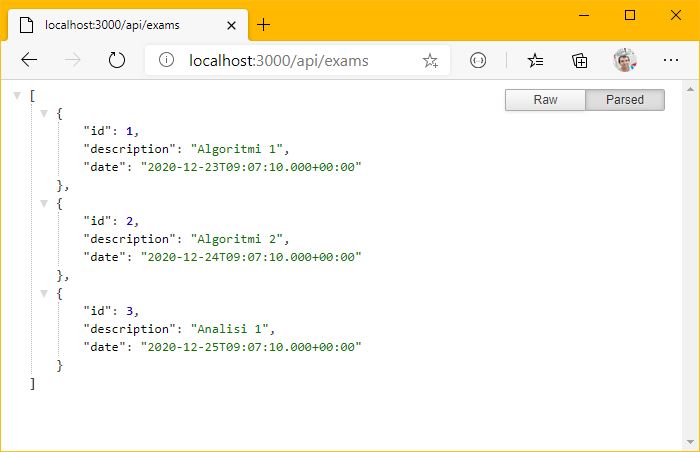 localhost:3000/api/exams
localhost:3000/api/exams
Raw
Parsed
[
{
"id": 1,
"description": "Algoritmi 1",
"date": "2020-12-23T09:07:10.000+00:00"
},
{
"id": 2,
"description": "Algoritmi 2",
"date": "2020-12-24T09:07:10.000+00:00"
},
{
"id": 3,
"description": "Analisi 1",
"date": "2020-12-25T09:07:10.000+00:00"
}
]